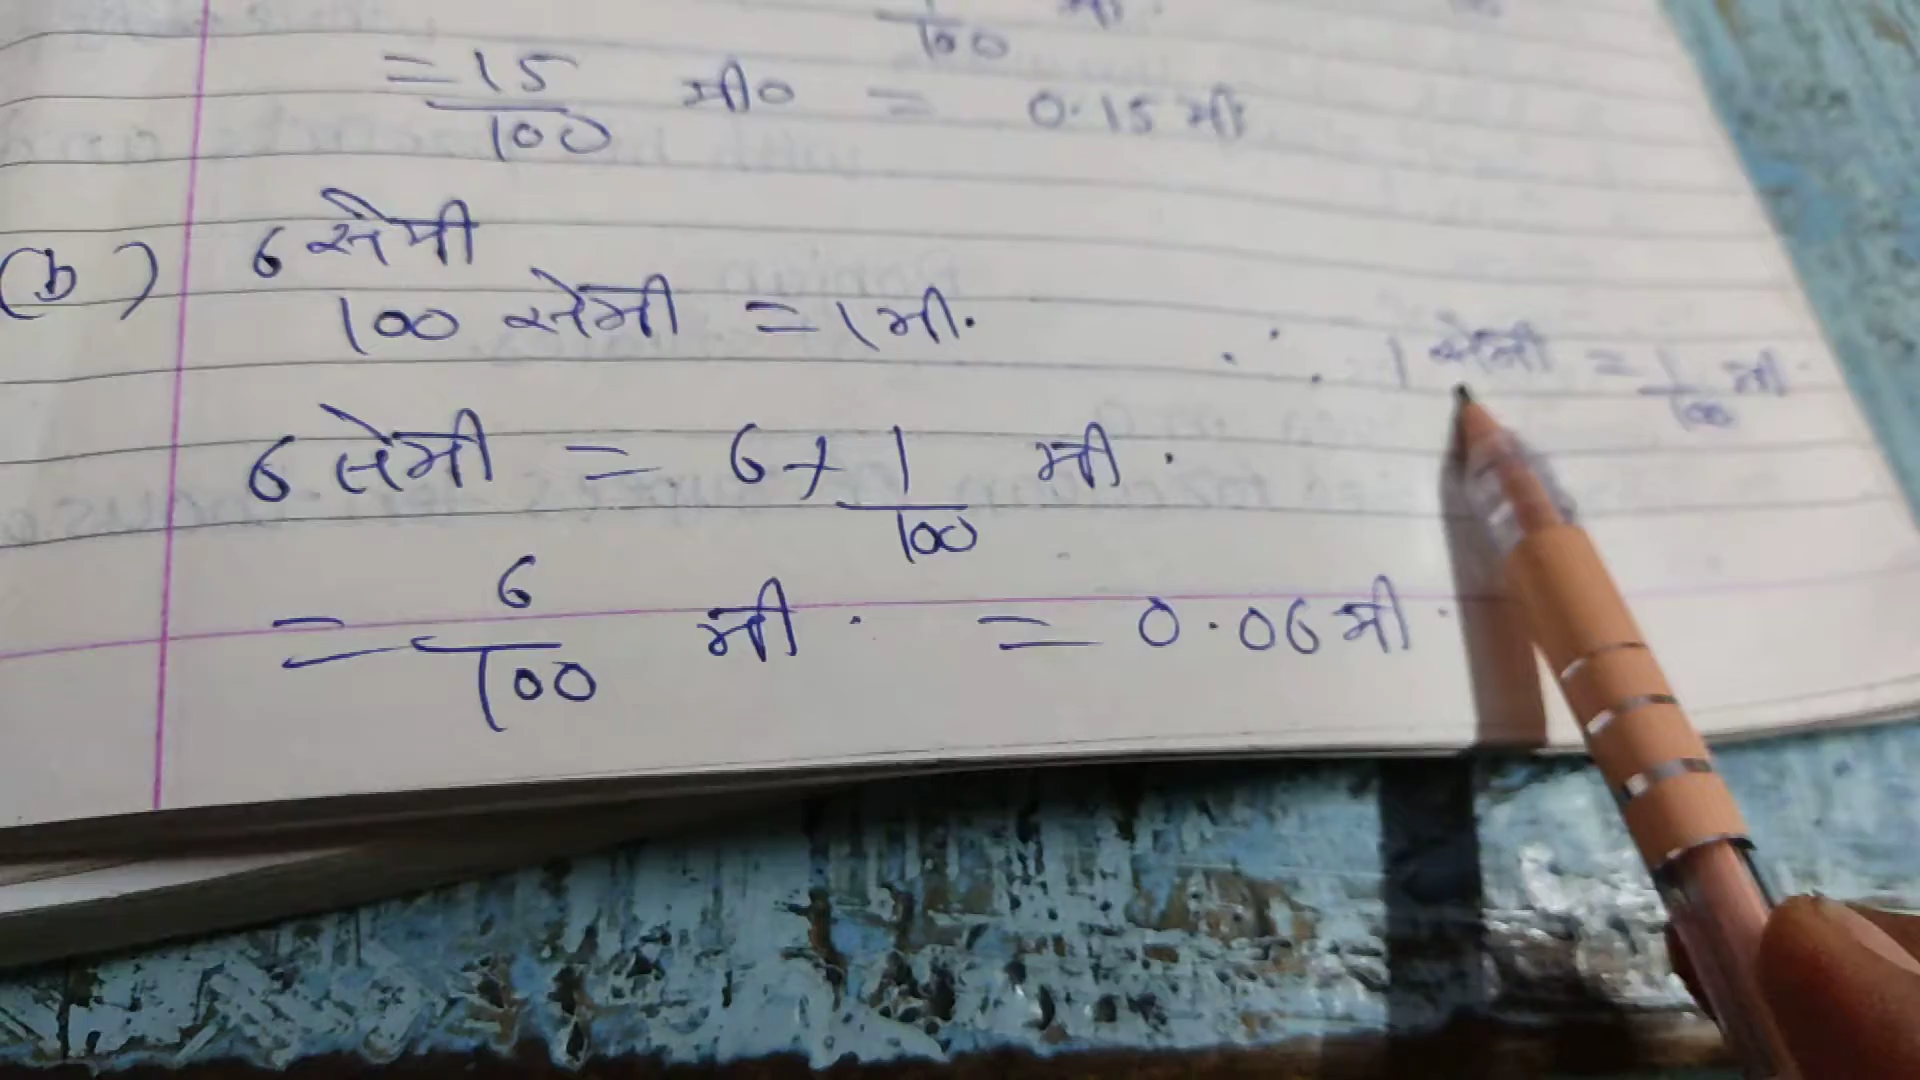 100 मी.
= 15/100 मी० = 0.15 मी
(b) 6 सेमी
100 सेमी = 1 मी. ∴ 1 सेमी = 1/100 मी.
6 सेमी = 6 × 1/100 मी.
= 6/100 मी. = 0.06 मी.